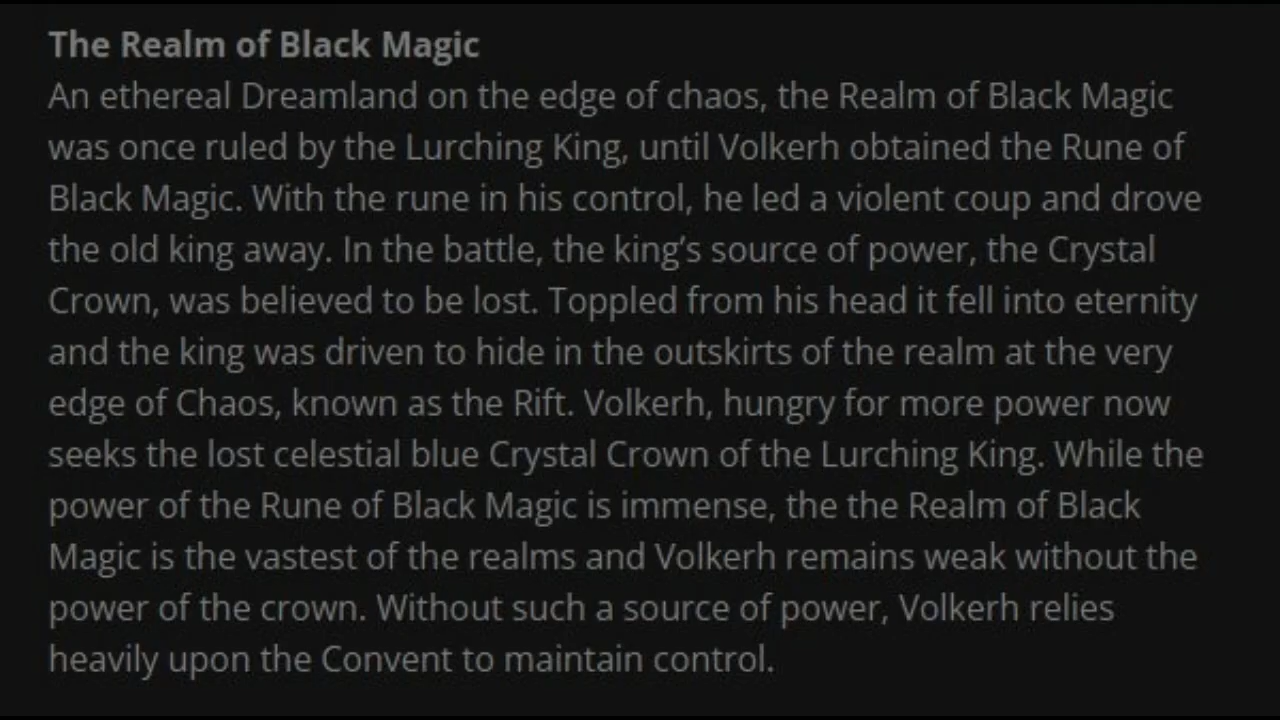 The Realm of Black Magic
An ethereal Dreamland on the edge of chaos, the Realm of Black Magic
was once ruled by the Lurching King, until Volkerh obtained the Rune of
Black Magic. With the rune in his control, he led a violent coup and drove
the old king away. In the battle, the king’s source of power, the Crystal
Crown, was believed to be lost. Toppled from his head it fell into eternity
and the king was driven to hide in the outskirts of the realm at the very
edge of Chaos, known as the Rift. Volkerh, hungry for more power now
seeks the lost celestial blue Crystal Crown of the Lurching King. While the
power of the Rune of Black Magic is immense, the the Realm of Black
Magic is the vastest of the realms and Volkerh remains weak without the
power of the crown. Without such a source of power, Volkerh relies
heavily upon the Convent to maintain control.